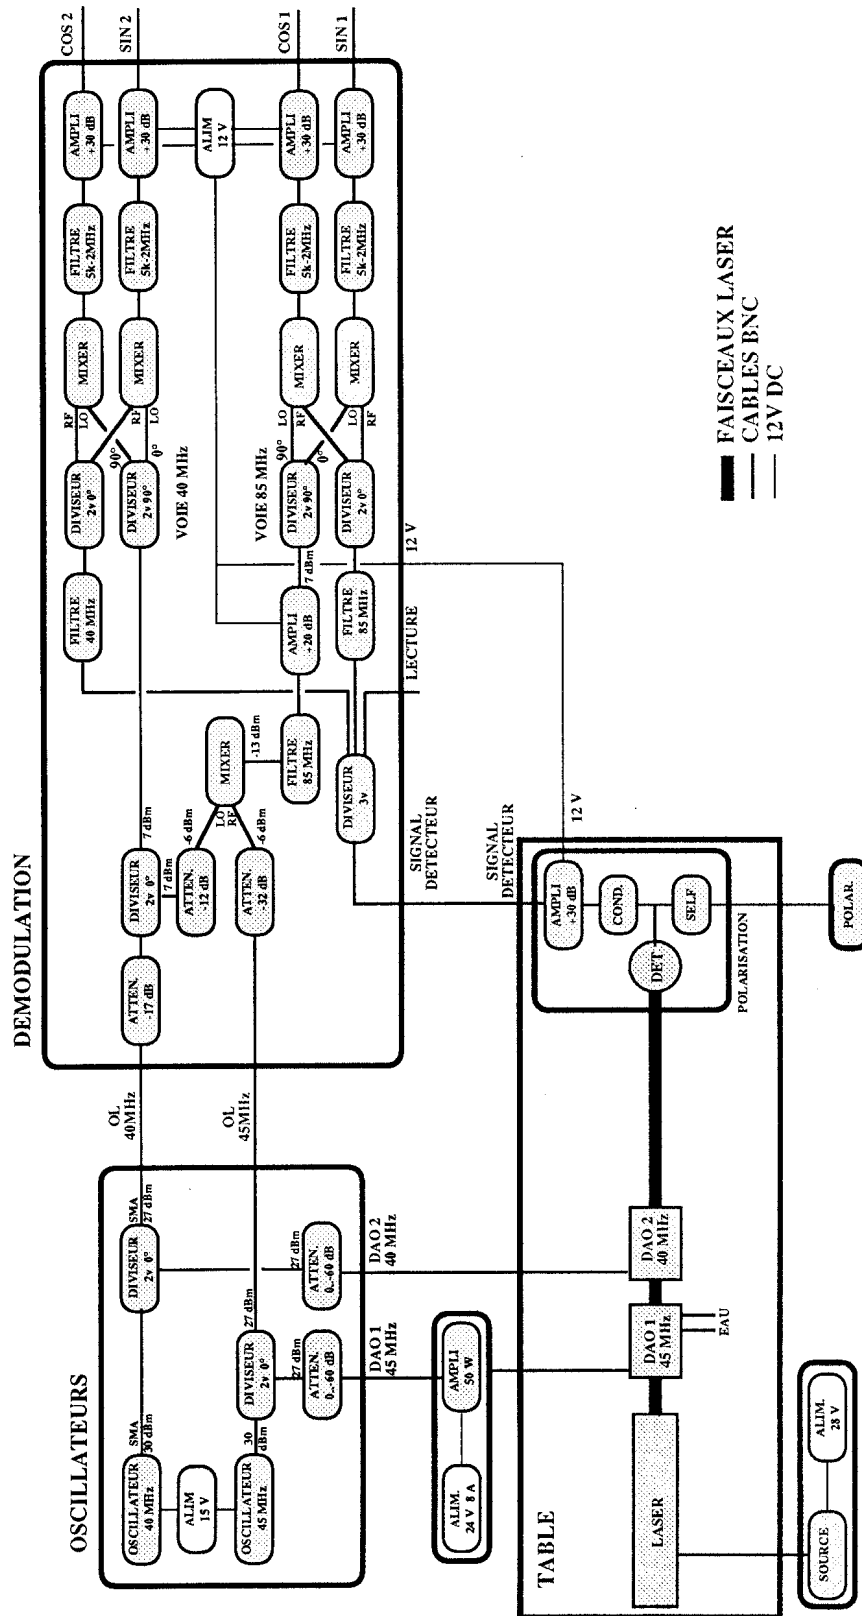 OSCILLATEURS
OSCILLATEUR
40 MHz
SMA
30 dBm
ALIM
15 V
OSCILLATEUR
45 MHz
30
dBm
DIVISEUR
2v 0°
SMA
27 dBm
DIVISEUR
2v 0°
27 dBm
27 dBm
ATTEN.
0..-60 dB
27 dBm
ATTEN.
0..-60 dB
DAO 1
45 MHz
DAO 2
40 MHz
OL
40MHz
OL
45MHz
DEMODULATION
ATTEN.
-17 dB
DIVISEUR
2v 0°
7 dBm
7 dBm
ATTEN.
-12 dB
-6 dBm
ATTEN.
-32 dB
-6 dBm
LO
RF
MIXER
-13 dBm
FILTRE
85 MHz
AMPLI
+20 dB
7 dBm
DIVISEUR
3v
FILTRE
40 MHz
DIVISEUR
2v 0°
RF
LO
MIXER
FILTRE
5k-2MHz
AMPLI
+30 dB
COS 2
DIVISEUR
2v 90°
90°
0°
RF
LO
MIXER
FILTRE
5k-2MHz
AMPLI
+30 dB
SIN 2
VOIE 40 MHz
ALIM
12 V
VOIE 85 MHz
DIVISEUR
2v 90°
90°
0°
LO
RF
MIXER
FILTRE
5k-2MHz
AMPLI
+30 dB
COS 1
FILTRE
85 MHz
DIVISEUR
2v 0°
LO
RF
MIXER
FILTRE
5k-2MHz
AMPLI
+30 dB
SIN 1
SIGNAL
DETECTEUR
LECTURE
12 V
ALIM.
24 V 8 A
AMPLI
50 W
TABLE
LASER
DAO 1
45 MHz
EAU
DAO 2
40 MHz
SIGNAL
DETECTEUR
12 V
AMPLI
+30 dB
COND.
DET
SELF
POLARISATION
POLAR.
SOURCE
ALIM.
28 V
FAISCEAUX LASER
CABLES BNC
12V DC